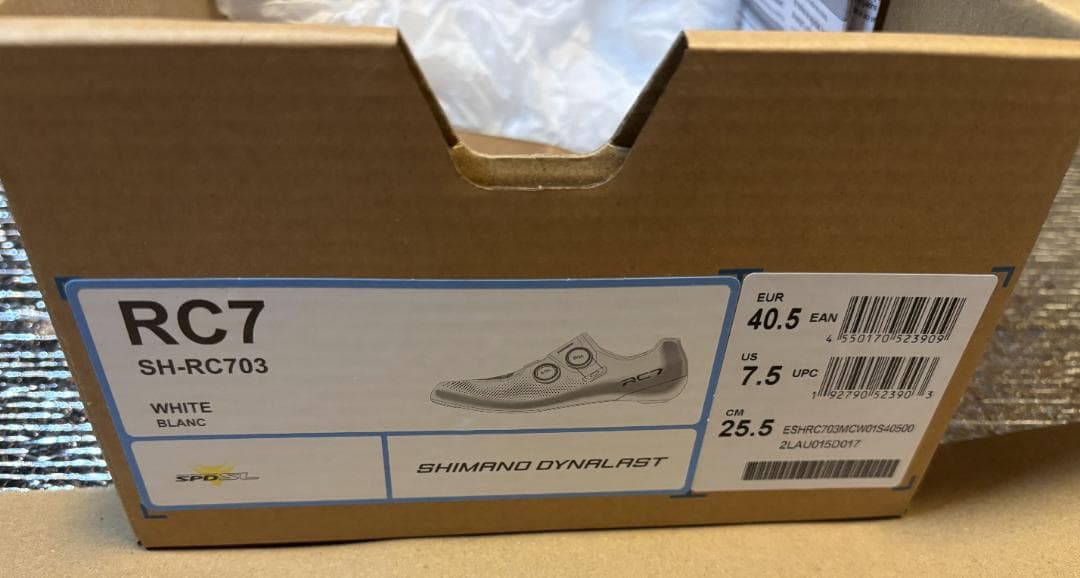 RC7
SH-RC703
WHITE
BLANC
RC7
SPD-SL
SHIMANO DYNALAST
EUR
40.5 EAN
4 550170 523909
US
7.5 UPC
1 92790 52390 3
CM
25.5 ESHRC703MCW01S40500
2LAU015D017